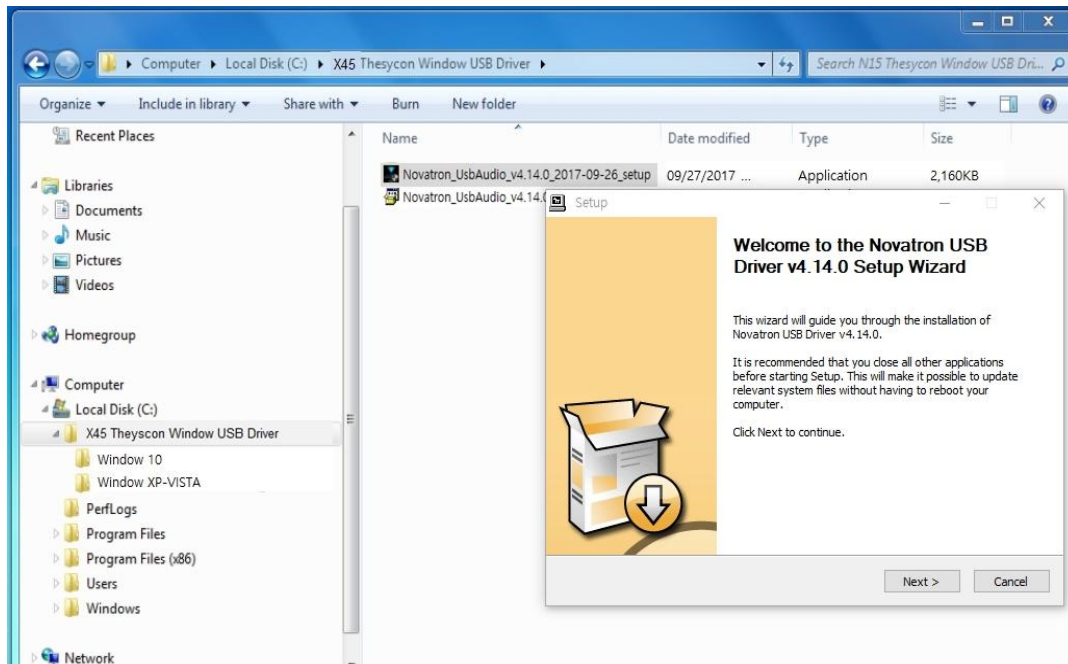 Computer ▸ Local Disk (C:) ▸ X45 Thesycon Window USB Driver ▸
Search N15 Thesycon Window USB Dri...
Organize ▼ Include in library ▼ Share with ▼ Burn New folder
Recent Places
Libraries
Documents
Music
Pictures
Videos
Homegroup
Computer
Local Disk (C:)
X45 Theyscon Window USB Driver
Window 10
Window XP-VISTA
PerfLogs
Program Files
Program Files (x86)
Users
Windows
Network
Name Date modified Type Size
Novatron_UsbAudio_v4.14.0_2017-09-26_setup 09/27/2017 ... Application 2,160KB
Novatron_UsbAudio_v4.14.0
Setup
Welcome to the Novatron USB
Driver v4.14.0 Setup Wizard
This wizard will guide you through the installation of
Novatron USB Driver v4.14.0.
It is recommended that you close all other applications
before starting Setup. This will make it possible to update
relevant system files without having to reboot your
computer.
Click Next to continue.
Next > Cancel